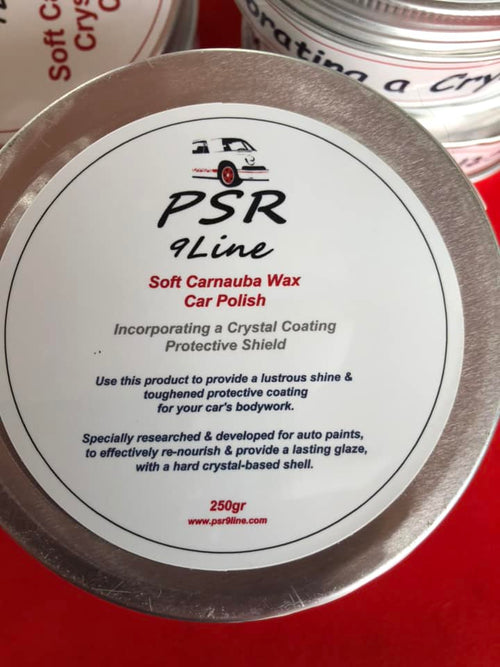 Soft Ca
Crys
C
orating a Cry
PSR
9Line
Soft Carnauba Wax
Car Polish
Incorporating a Crystal Coating
Protective Shield
Use this product to provide a lustrous shine &
toughened protective coating
for your car's bodywork.
Specially researched & developed for auto paints,
to effectively re-nourish & provide a lasting glaze,
with a hard crystal-based shell.
250gr
www.psr9line.com